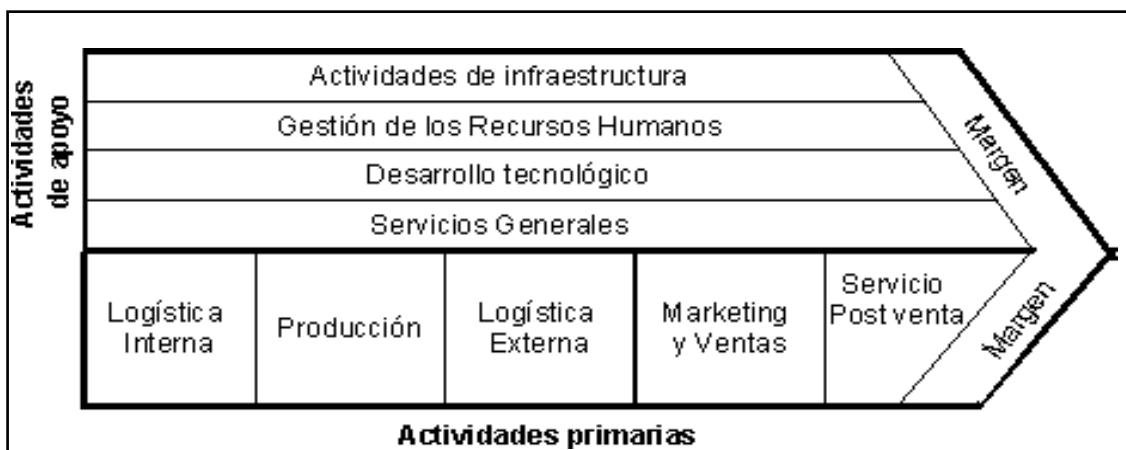 Actividades
de apoyo
Actividades de infraestructura
Gestión de los Recursos Humanos
Desarrollo tecnológico
Servicios Generales
Margen
Logística
Interna
Producción
Logística
Externa
Marketing
y Ventas
Servicio
Post venta
Margen
Actividades primarias